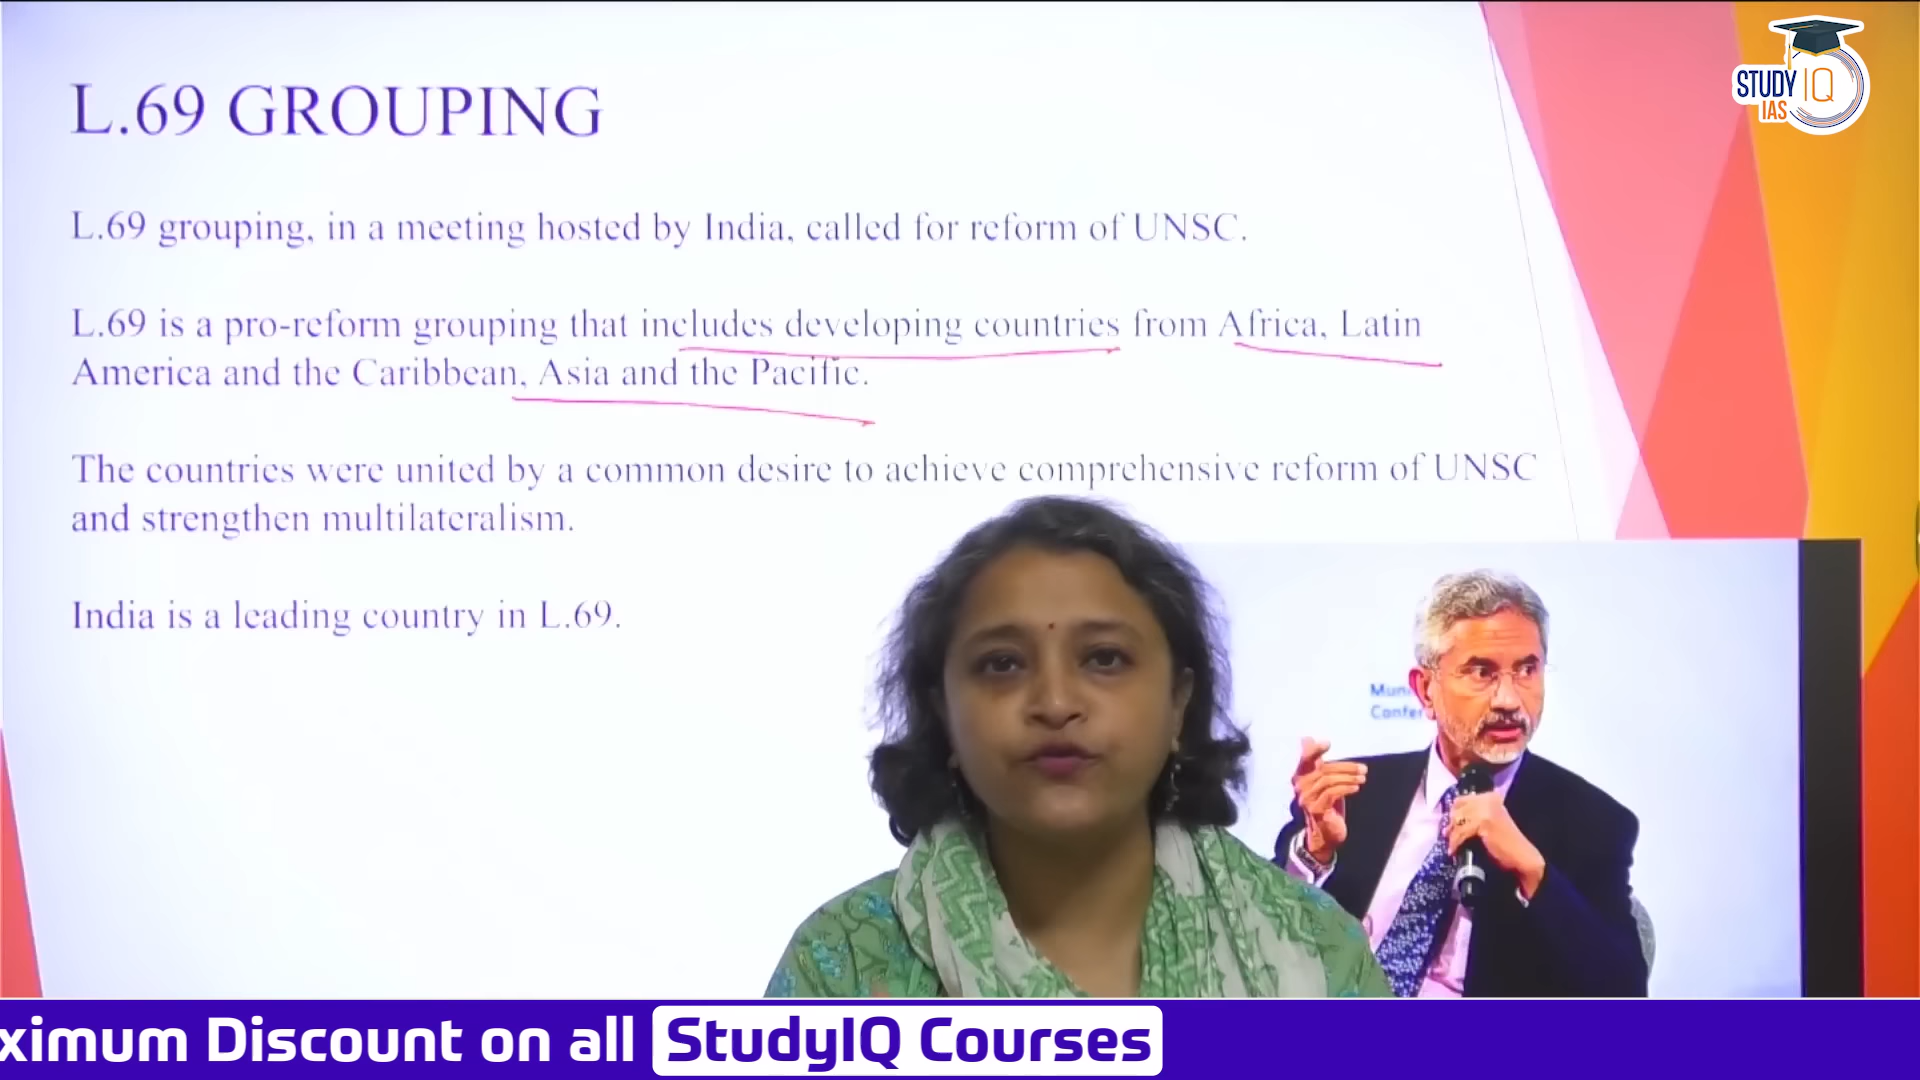 L.69 GROUPING
STUDY IQ
IAS
L.69 grouping, in a meeting hosted by India, called for reform of UNSC.
L.69 is a pro-reform grouping that includes developing countries from Africa, Latin
America and the Caribbean, Asia and the Pacific.
The countries were united by a common desire to achieve comprehensive reform of UNSC
and strengthen multilateralism.
India is a leading country in L.69.
Muni
Confer
ximum Discount on all StudyIQ Courses